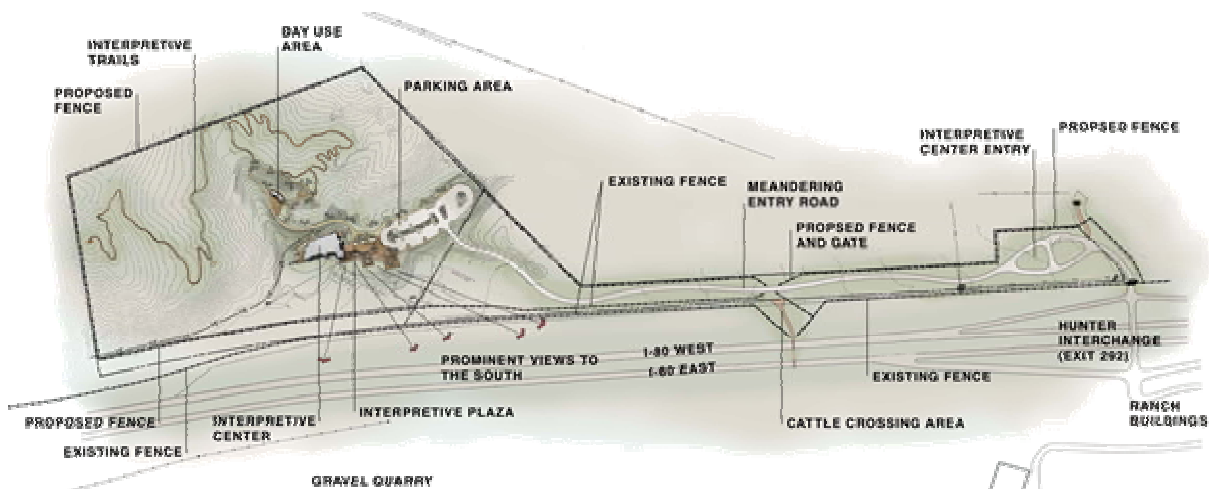 DAY USE
AREA
INTERPRETIVE
TRAILS
PROPOSED
FENCE
PARKING AREA
INTERPRETIVE
CENTER ENTRY
PROPSED FENCE
EXISTING FENCE
MEANDERING
ENTRY ROAD
PROPSED FENCE
AND GATE
HUNTER
INTERCHANGE
(EXIT 292)
I-80 WEST
I-80 EAST
PROMINENT VIEWS TO
THE SOUTH
EXISTING FENCE
RANCH
BUILDINGS
INTERPRETIVE PLAZA
PROPOSED FENCE
INTERPRETIVE
CENTER
CATTLE CROSSING AREA
EXISTING FENCE
GRAVEL QUARRY